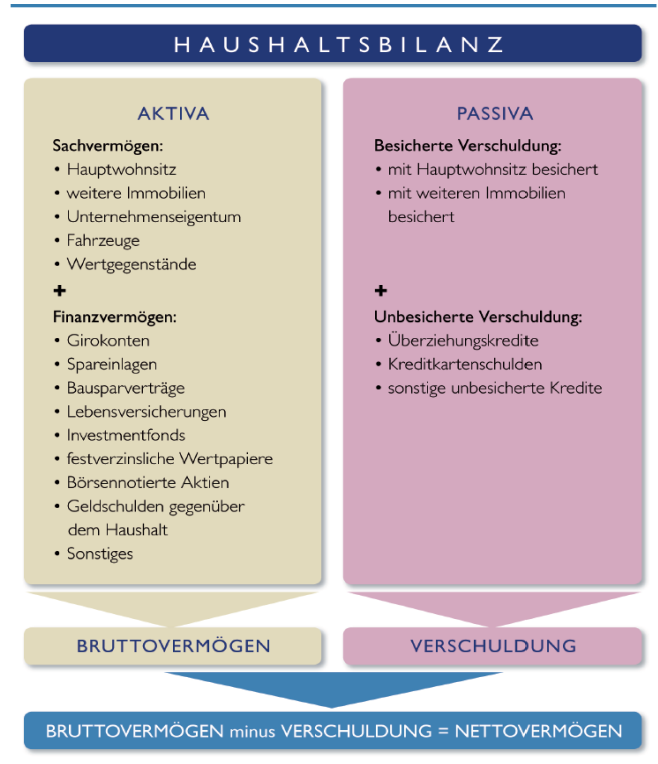 HAUSHALTSBILANZ
AKTIVA
Sachvermögen:
• Hauptwohnsitz
• weitere Immobilien
• Unternehmenseigentum
• Fahrzeuge
• Wertgegenstände
+
Finanzvermögen:
• Girokonten
• Spareinlagen
• Bausparverträge
• Lebensversicherungen
• Investmentfonds
• festverzinsliche Wertpapiere
• Börsennotierte Aktien
• Geldschulden gegenüber
dem Haushalt
• Sonstiges
PASSIVA
Besicherte Verschuldung:
• mit Hauptwohnsitz besichert
• mit weiteren Immobilien
besichert
+
Unbesicherte Verschuldung:
• Überziehungskredite
• Kreditkartenschulden
• sonstige unbesicherte Kredite
BRUTTOVERMÖGEN
VERSCHULDUNG
BRUTTOVERMÖGEN minus VERSCHULDUNG = NETTOVERMÖGEN